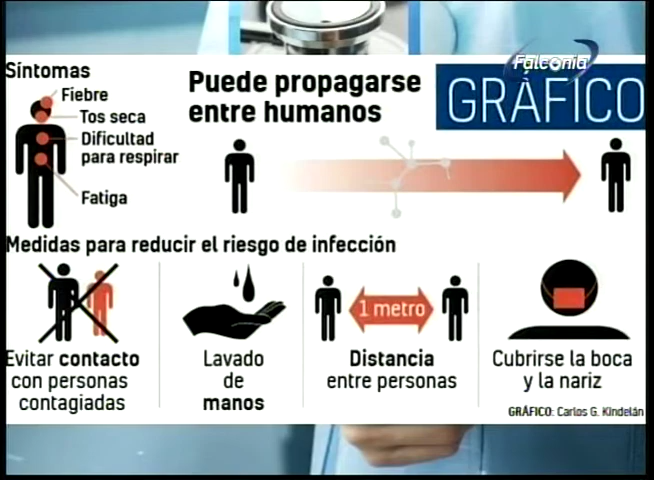 Falconía
GRÁFICO
Síntomas
Fiebre
Tos seca
Dificultad
para respirar
Fatiga
Puede propagarse
entre humanos
Medidas para reducir el riesgo de infección
Evitar contacto
con personas
contagiadas
Lavado
de
manos
1 metro
Distancia
entre personas
Cubrirse la boca
y la nariz
GRÁFICO: Carlos G. Kindelán